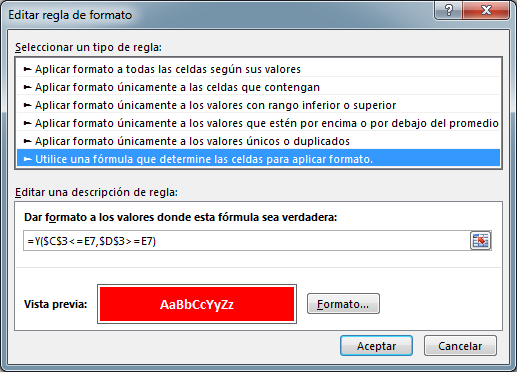 Editar regla de formato
Seleccionar un tipo de regla:
► Aplicar formato a todas las celdas según sus valores
► Aplicar formato únicamente a las celdas que contengan
► Aplicar formato únicamente a los valores con rango inferior o superior
► Aplicar formato únicamente a los valores que estén por encima o por debajo del promedio
► Aplicar formato únicamente a los valores únicos o duplicados
► Utilice una fórmula que determine las celdas para aplicar formato.
Editar una descripción de regla:
Dar formato a los valores donde esta fórmula sea verdadera:
=Y($C$3<=E7,$D$3>=E7)
Vista previa: AaBbCcYyZz Formato...
Aceptar Cancelar